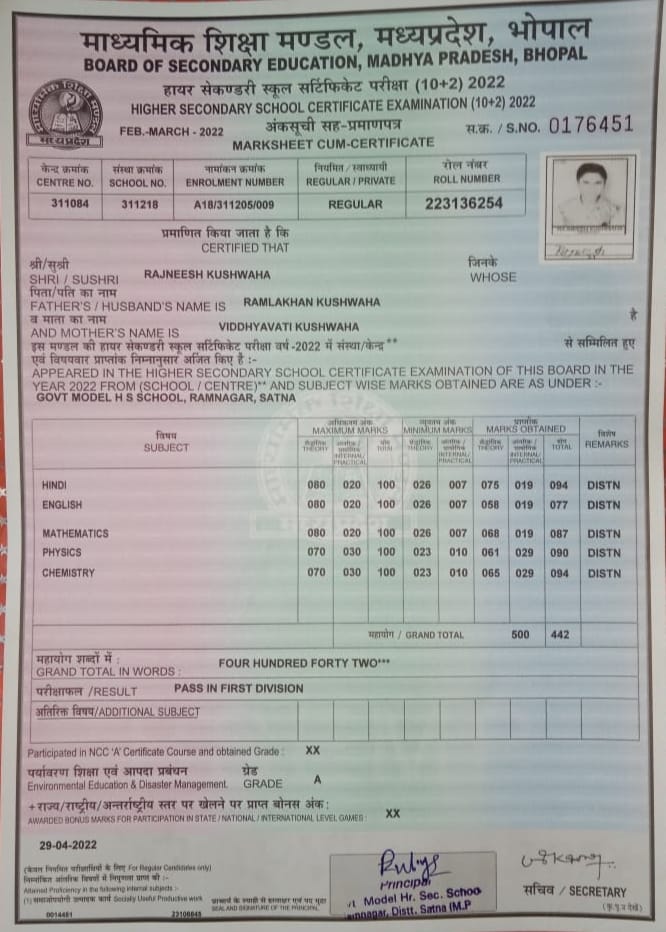 माध्यमिक शिक्षा मण्डल, मध्यप्रदेश, भोपाल
BOARD OF SECONDARY EDUCATION, MADHYA PRADESH, BHOPAL
हायर सेकण्डरी स्कूल सर्टिफिकेट परीक्षा (10+2) 2022
HIGHER SECONDARY SCHOOL CERTIFICATE EXAMINATION (10+2) 2022
FEB.-MARCH - 2022 अंकसूची सह-प्रमाणपत्र स.क्र. / S.NO. 0176451
MARKSHEET CUM-CERTIFICATE
मध्यप्रदेश
केन्द्र क्रमांक संस्था क्रमांक नामांकन क्रमांक नियमित / स्वाध्यायी रोल नंबर
CENTRE NO. SCHOOL NO. ENROLMENT NUMBER REGULAR / PRIVATE ROLL NUMBER
311084 311218 A18/311205/009 REGULAR 223136254
प्रमाणित किया जाता है कि
CERTIFIED THAT
श्री/सुश्री जिनके
SHRI / SUSHRI RAJNEESH KUSHWAHA WHOSE
पिता/पति का नाम
FATHER'S / HUSBAND'S NAME IS RAMLAKHAN KUSHWAHA
व माता का नाम है
AND MOTHER'S NAME IS VIDDHYAVATI KUSHWAHA
इस मण्डल की हायर सेकण्डरी स्कूल सर्टिफिकेट परीक्षा वर्ष-2022 में संस्था/केन्द्र** से सम्मिलित हुए
एवं विषयवार प्राप्तांक निम्नानुसार अर्जित किए है :-
APPEARED IN THE HIGHER SECONDARY SCHOOL CERTIFICATE EXAMINATION OF THIS BOARD IN THE
YEAR 2022 FROM (SCHOOL / CENTRE)** AND SUBJECT WISE MARKS OBTAINED ARE AS UNDER :-
GOVT MODEL H S SCHOOL, RAMNAGAR, SATNA
विषय अधिकतम अंक न्यूनतम अंक प्राप्तांक विशेष
SUBJECT MAXIMUM MARKS MINIMUM MARKS MARKS OBTAINED REMARKS
THEORY INTERNAL/PRACTICAL TOTAL THEORY INTERNAL/PRACTICAL THEORY INTERNAL/PRACTICAL TOTAL
HINDI 080 020 100 026 007 075 019 094 DISTN
ENGLISH 080 020 100 026 007 058 019 077 DISTN
MATHEMATICS 080 020 100 026 007 068 019 087 DISTN
PHYSICS 070 030 100 023 010 061 029 090 DISTN
CHEMISTRY 070 030 100 023 010 065 029 094 DISTN
महायोग / GRAND TOTAL 500 442
महायोग शब्दों में :
GRAND TOTAL IN WORDS : FOUR HUNDRED FORTY TWO***
परीक्षाफल /RESULT PASS IN FIRST DIVISION
अतिरिक्त विषय/ADDITIONAL SUBJECT
Participated in NCC 'A' Certificate Course and obtained Grade : XX
पर्यावरण शिक्षा एवं आपदा प्रबंधन ग्रेड
Environmental Education & Disaster Management. GRADE A
+राज्य/राष्ट्रीय/अन्तर्राष्ट्रीय स्तर पर खेलने पर प्राप्त बोनस अंक :
AWARDED BONUS MARKS FOR PARTICIPATION IN STATE / NATIONAL / INTERNATIONAL LEVEL GAMES : XX
29-04-2022
(केवल नियमित परीक्षार्थियों के लिए For Regular Candidates only)
निम्नांकित आंतरिक विषयों में निपुणता प्राप्त की :-
Attained Proficiency in the following internal subjects :-
(1) समाजोपयोगी उत्पादक कार्य Socially Useful Productive work
SEAL AND SIGNATURE OF THE PRINCIPAL
Principal
Model Hr. Sec. Schoo
amnagar, Distt. Satna (M.P
सचिव / SECRETARY
0014481